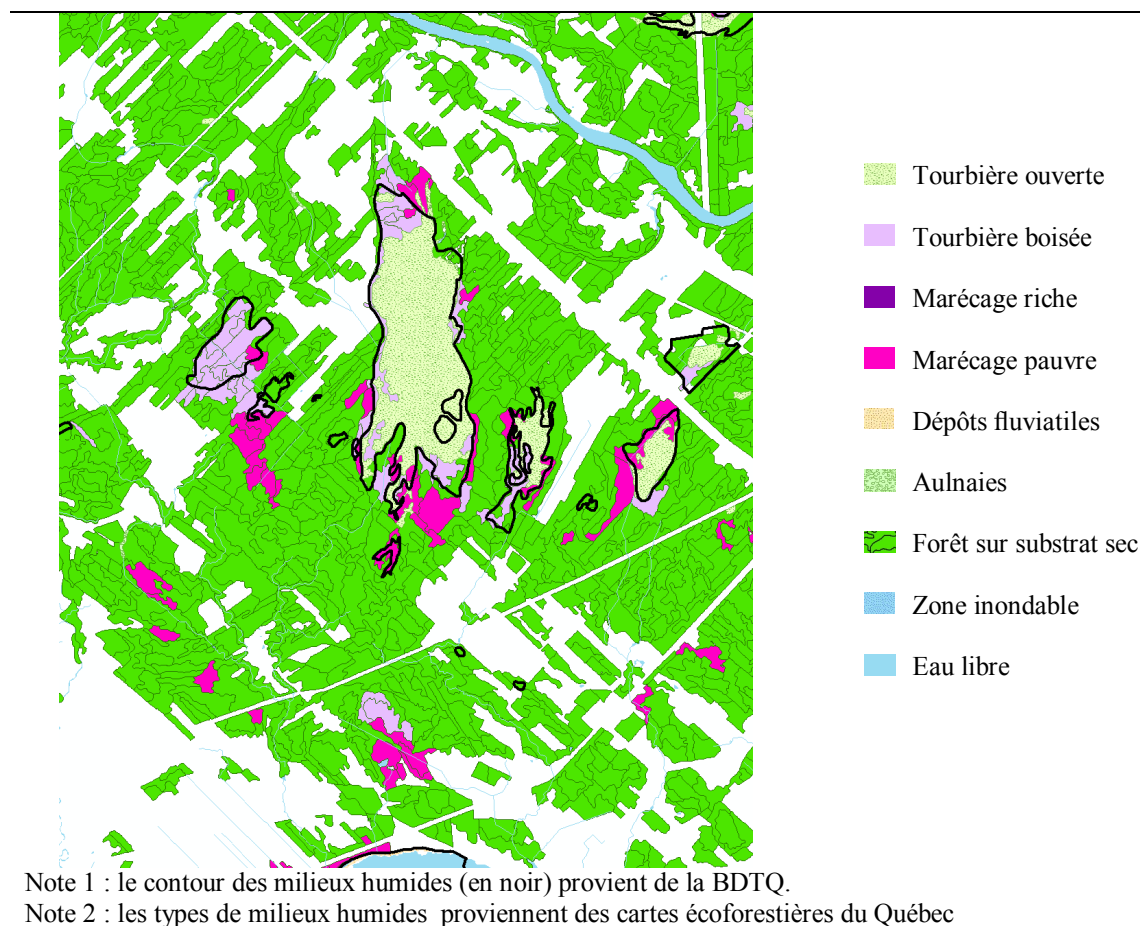 Tourbière ouverte
Tourbière boisée
Marécage riche
Marécage pauvre
Dépôts fluviatiles
Aulnaies
Forêt sur substrat sec
Zone inondable
Eau libre
Note 1 : le contour des milieux humides (en noir) provient de la BDTQ.
Note 2 : les types de milieux humides proviennent des cartes écoforestières du Québec